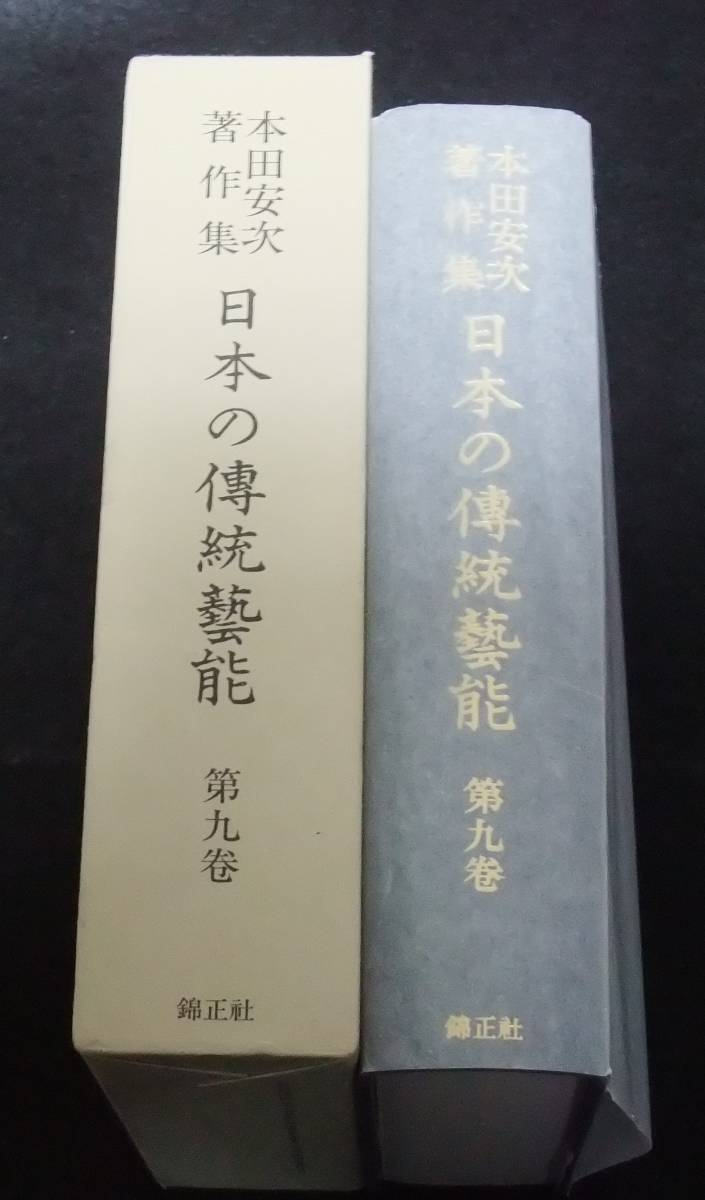 本田安次
著作集
日本の傳統藝能
第九卷
錦正社
本田安次
著作集
日本の傳統藝能
第九卷
錦正社